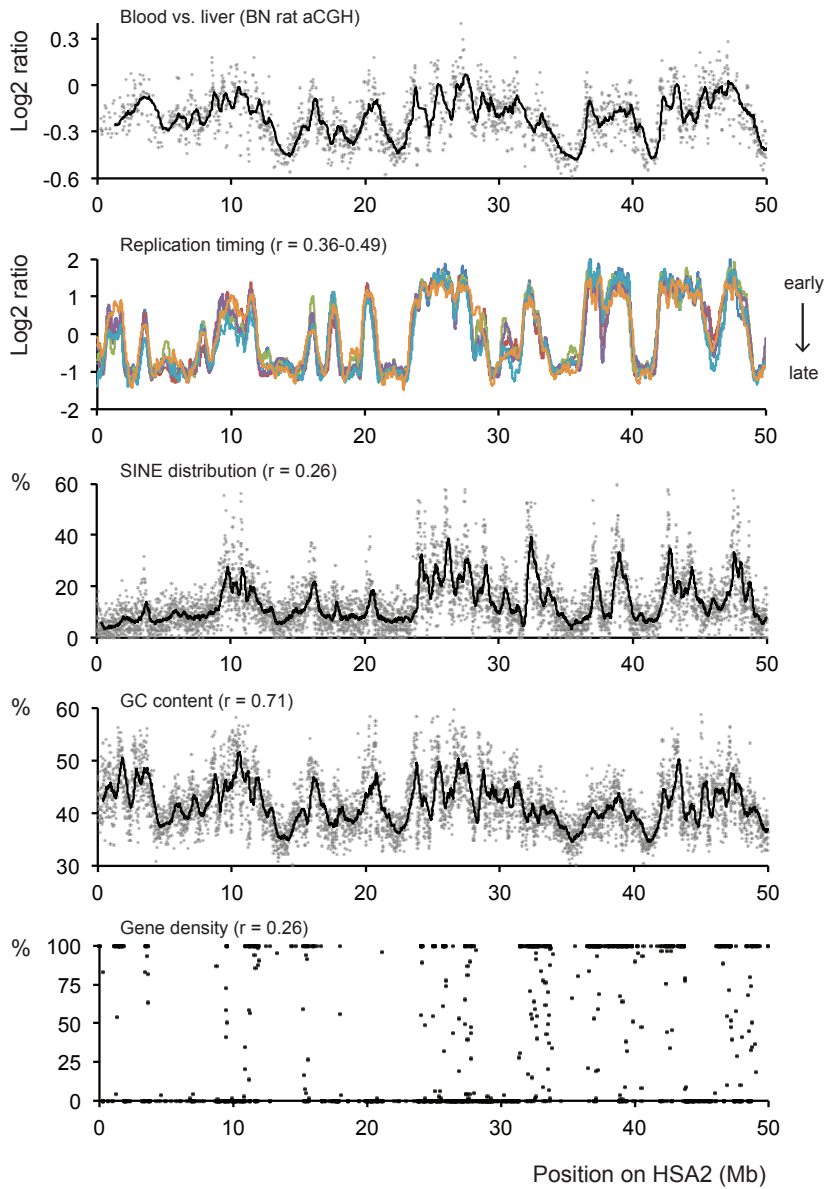 Blood vs. liver (BN rat aCGH)
Log2 ratio
0.3
0
-0.3
-0.6
0 10 20 30 40 50
Replication timing (r = 0.36-0.49)
Log2 ratio
2
1
0
-1
-2
early
late
0 10 20 30 40 50
SINE distribution (r = 0.26)
%
60
40
20
0
0 10 20 30 40 50
GC content (r = 0.71)
%
60
50
40
30
0 10 20 30 40 50
Gene density (r = 0.26)
%
100
75
50
25
0
0 10 20 30 40 50
Position on HSA2 (Mb)